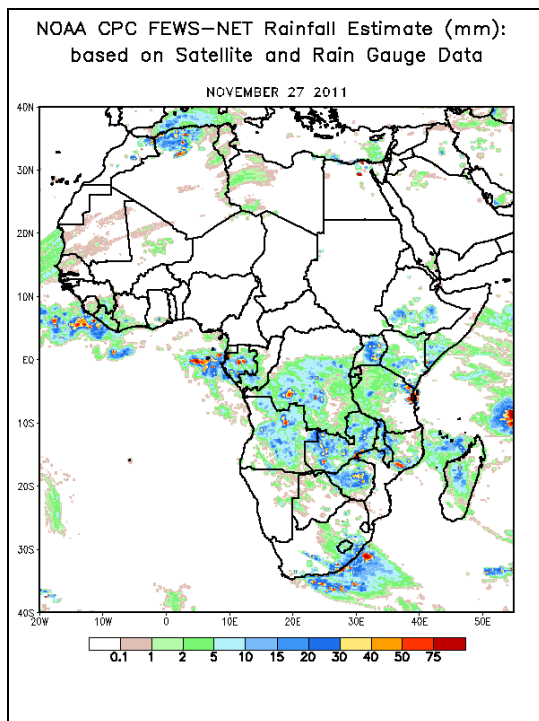 NOAA CPC FEWS-NET Rainfall Estimate (mm):
based on Satellite and Rain Gauge Data
NOVEMBER 27 2011
40N
30N
20N
10N
EQ
10S
20S
30S
40S
20W 10W 0 10E 20E 30E 40E 50E
0.1 1 2 5 10 15 20 30 40 50 75